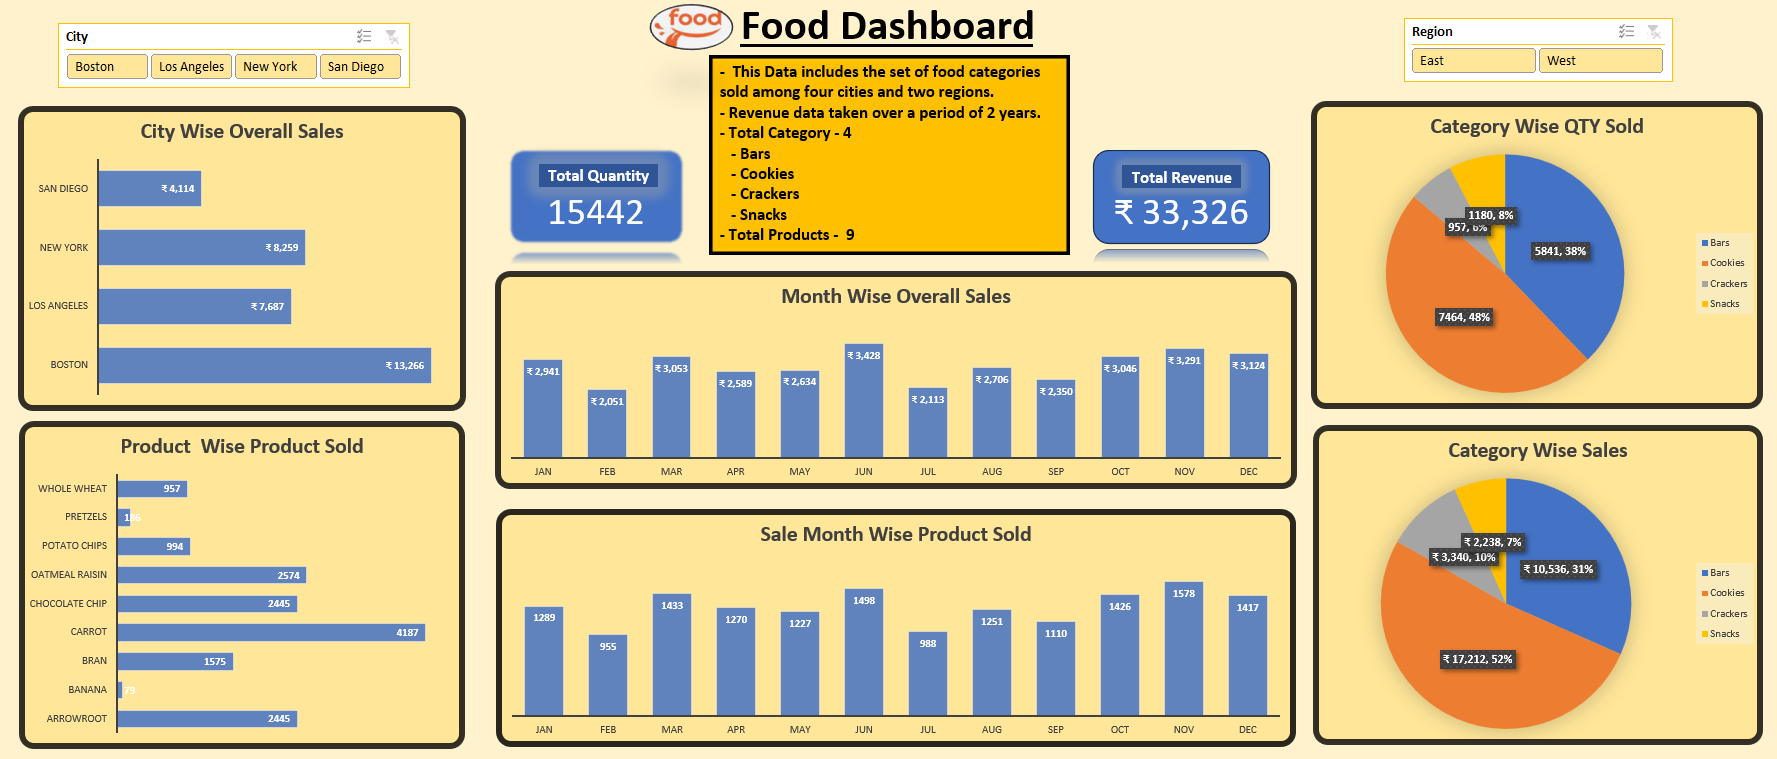 food
Food Dashboard
City
Boston
Los Angeles
New York
San Diego
Region
East
West
- This Data includes the set of food categories
sold among four cities and two regions.
- Revenue data taken over a period of 2 years.
- Total Category - 4
- Bars
- Cookies
- Crackers
- Snacks
- Total Products - 9
Total Quantity
15442
Total Revenue
₹ 33,326
City Wise Overall Sales
SAN DIEGO ₹ 4,114
NEW YORK ₹ 8,259
LOS ANGELES ₹ 7,687
BOSTON ₹ 13,266
Product  Wise Product Sold
WHOLE WHEAT 957
PRETZELS
POTATO CHIPS 994
OATMEAL RAISIN 2574
CHOCOLATE CHIP 2445
CARROT 4187
BRAN 1575
BANANA 79
ARROWROOT 2445
Month Wise Overall Sales
₹ 2,941 ₹ 2,051 ₹ 3,053 ₹ 2,589 ₹ 2,634 ₹ 3,428 ₹ 2,113 ₹ 2,706 ₹ 2,350 ₹ 3,046 ₹ 3,291 ₹ 3,124
JAN FEB MAR APR MAY JUN JUL AUG SEP OCT NOV DEC
Sale Month Wise Product Sold
1289 955 1433 1270 1227 1498 988 1251 1110 1426 1578 1417
JAN FEB MAR APR MAY JUN JUL AUG SEP OCT NOV DEC
Category Wise QTY Sold
1180, 8%
957, 6%
5841, 38%
7464, 48%
Bars
Cookies
Crackers
Snacks
Category Wise Sales
₹ 2,238, 7%
₹ 3,340, 10%
₹ 10,536, 31%
₹ 17,212, 52%
Bars
Cookies
Crackers
Snacks